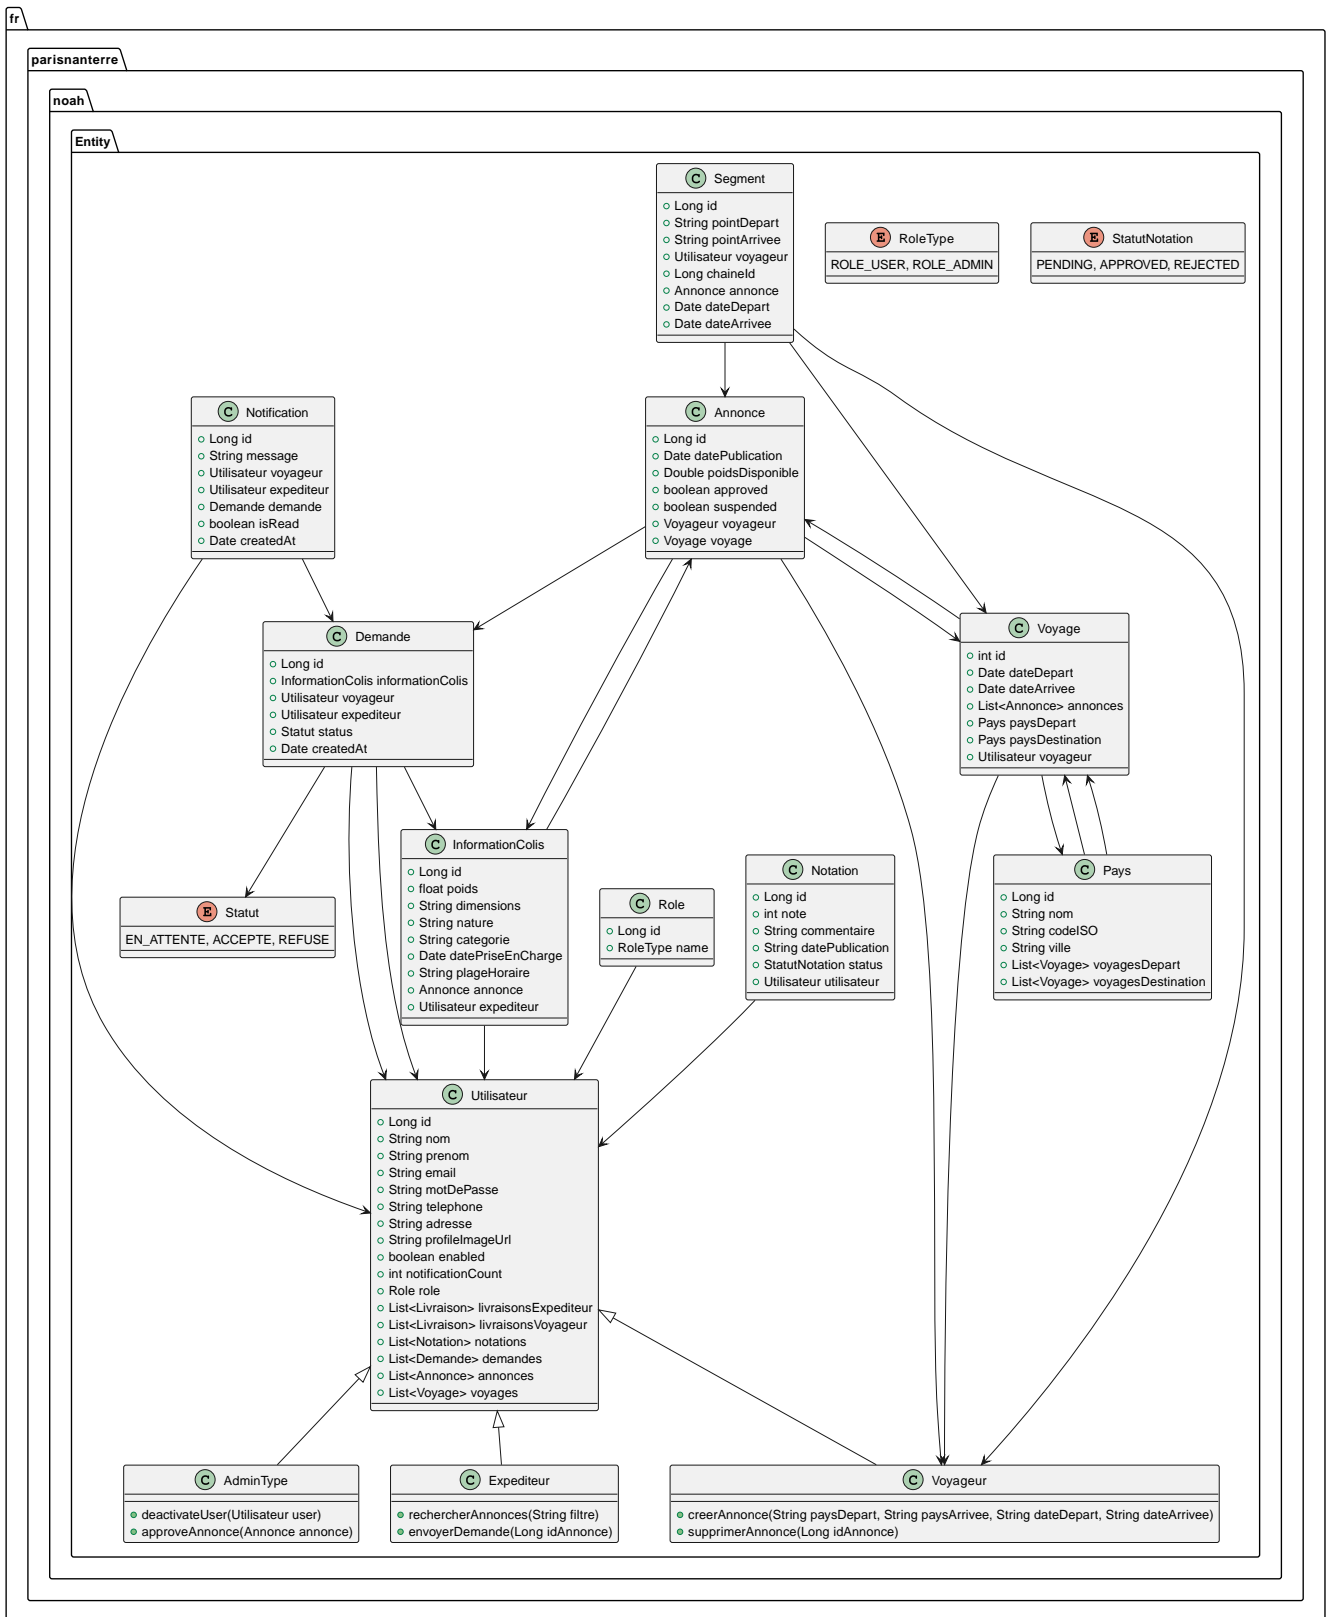 fr
parisnanterre
noah
Entity
C Segment
Long id
String pointDepart
String pointArrivee
Utilisateur voyageur
Long chaineId
Annonce annonce
Date dateDepart
Date dateArrivee
E RoleType
ROLE_USER, ROLE_ADMIN
E StatutNotation
PENDING, APPROVED, REJECTED
C Notification
Long id
String message
Utilisateur voyageur
Utilisateur expediteur
Demande demande
boolean isRead
Date createdAt
C Annonce
Long id
Date datePublication
Double poidsDisponible
boolean approved
boolean suspended
Voyageur voyageur
Voyage voyage
C Demande
Long id
InformationColis informationColis
Utilisateur voyageur
Utilisateur expediteur
Statut status
Date createdAt
C Voyage
int id
Date dateDepart
Date dateArrivee
List<Annonce> annonces
Pays paysDepart
Pays paysDestination
Utilisateur voyageur
E Statut
EN_ATTENTE, ACCEPTE, REFUSE
C InformationColis
Long id
float poids
String dimensions
String nature
String categorie
Date datePriseEnCharge
String plageHoraire
Annonce annonce
Utilisateur expediteur
C Role
Long id
RoleType name
C Notation
Long id
int note
String commentaire
String datePublication
StatutNotation status
Utilisateur utilisateur
C Pays
Long id
String nom
String codeISO
String ville
List<Voyage> voyagesDepart
List<Voyage> voyagesDestination
C Utilisateur
Long id
String nom
String prenom
String email
String motDePasse
String telephone
String adresse
String profileImageUrl
boolean enabled
int notificationCount
Role role
List<Livraison> livraisonsExpediteur
List<Livraison> livraisonsVoyageur
List<Notation> notations
List<Demande> demandes
List<Annonce> annonces
List<Voyage> voyages
C AdminType
deactivateUser(Utilisateur user)
approveAnnonce(Annonce annonce)
C Expediteur
rechercherAnnonces(String filtre)
envoyerDemande(Long idAnnonce)
C Voyageur
creerAnnonce(String paysDepart, String paysArrivee, String dateDepart, String dateArrivee)
supprimerAnnonce(Long idAnnonce)